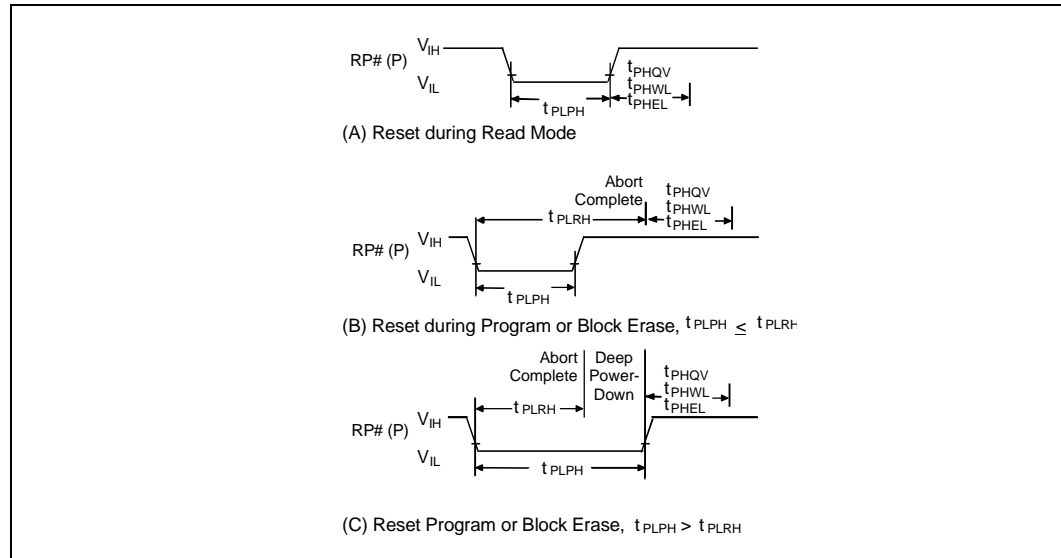 RP# (P)
VIH
VIL
tPLPH
tPHQV
tPHWL
tPHEL
(A) Reset during Read Mode
Abort
Complete
tPLRH
tPHQV
tPHWL
tPHEL
RP# (P)
VIH
VIL
tPLPH
(B) Reset during Program or Block Erase, tPLPH ≤ tPLRH
Abort
Complete
Deep
Power-
Down
tPLRH
tPHQV
tPHWL
tPHEL
RP# (P)
VIH
VIL
tPLPH
(C) Reset Program or Block Erase, tPLPH > tPLRH